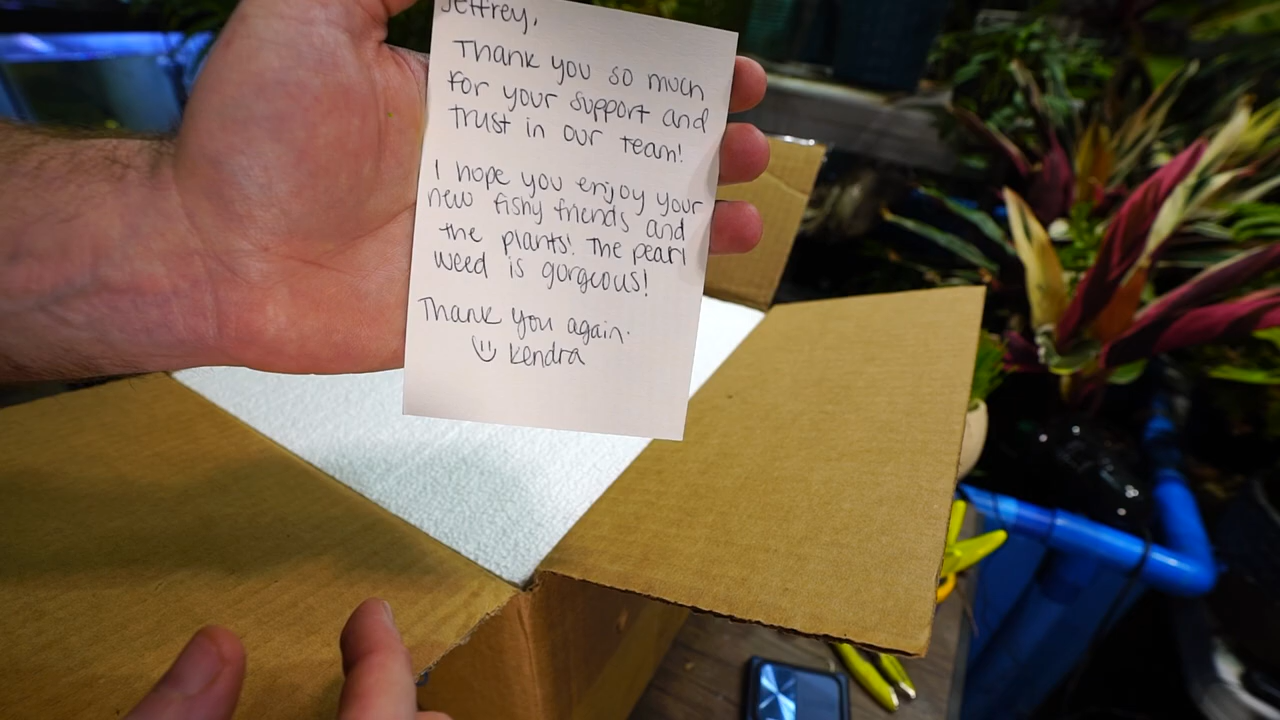 Jeffrey,
Thank you so much
for your support and
trust in our team!
I hope you enjoy your
new fishy friends and
the plants! The pearl
weed is gorgeous!
Thank you again.
Kendra